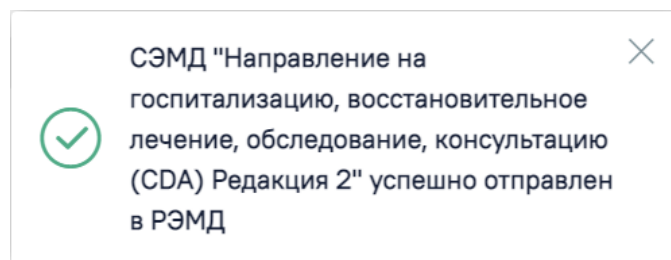 СЭМД "Направление на
госпитализацию, восстановительное
лечение, обследование, консультацию
(CDA) Редакция 2" успешно отправлен
в РЭМД